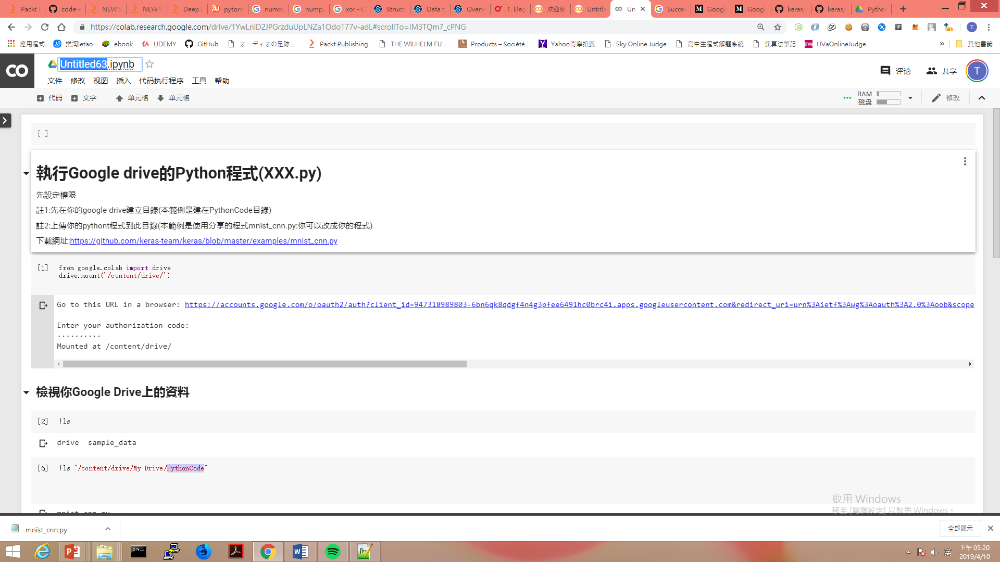 Packt
code-
NEW S
NEW S
Deep L
pytorc
numoy
numpy
xor - G
Struct
Data t
Overvi
1. Eleg
欢迎使
Untitle
Un
Succes
Googl
Googl
keras/
keras/
Python
https://colab.research.google.com/drive/1YwLniD2JPGrzduUpLNZa1Odo177v-adL#scrollTo=iM3TQm7_cPNG
應用程式
樂淘letao
ebook
UDEMY
GitHub
オーディオの足跡...
Packt Publishing
THE WILHELM FU...
Products – Société...
Yahoo奇摩拍賣
Sky Online Judge
高中生程式解題系統
演算法筆記
UVaOnlineJudge
其他書籤
CO
Untitled63.ipynb
评论
共享
T
文件 修改 视图 插入 代码执行程序 工具 帮助
代码 文字 单元格 单元格
RAM
磁盘
修改
[ ]
執行Google drive的Python程式(XXX.py)
先設定權限
註1:先在你的google drive建立目錄(本範例是建在PythonCode目錄)
註2:上傳你的pythont程式到此目錄(本範例是使用分享的程式mnist_cnn.py:你可以改成你的程式)
下載網址:https://github.com/keras-team/keras/blob/master/examples/mnist_cnn.py
[1] from google.colab import drive
drive.mount('/content/drive/')
Go to this URL in a browser: https://accounts.google.com/o/oauth2/auth?client_id=947318989803-6bn6qk8qdgf4n4g3pfee6491hc0brc4i.apps.googleusercontent.com&redirect_uri=urn%3Aietf%3Awg%3Aoauth%3A2.0%3Aoob&scope
Enter your authorization code:
··········
Mounted at /content/drive/
檢視你Google Drive上的資料
[2] !ls
drive sample_data
[6] !ls "/content/drive/My Drive/PythonCode"
mnist_cnn.py
啟用 Windows
移至 [電腦設定] 以啟用 Windows。
mnist_cnn.py
全部顯示
英
下午 05:20
2019/4/10